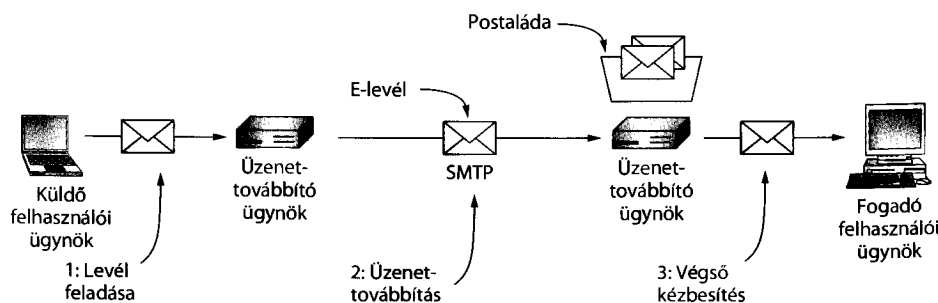 Postaláda
E-levél
Küldő
felhasználói
ügynök
Üzenet-
továbbító
ügynök
SMTP
Üzenet-
továbbító
ügynök
Fogadó
felhasználói
ügynök
1: Levél
feladása
2: Üzenet-
továbbítás
3: Végső
kézbesítés